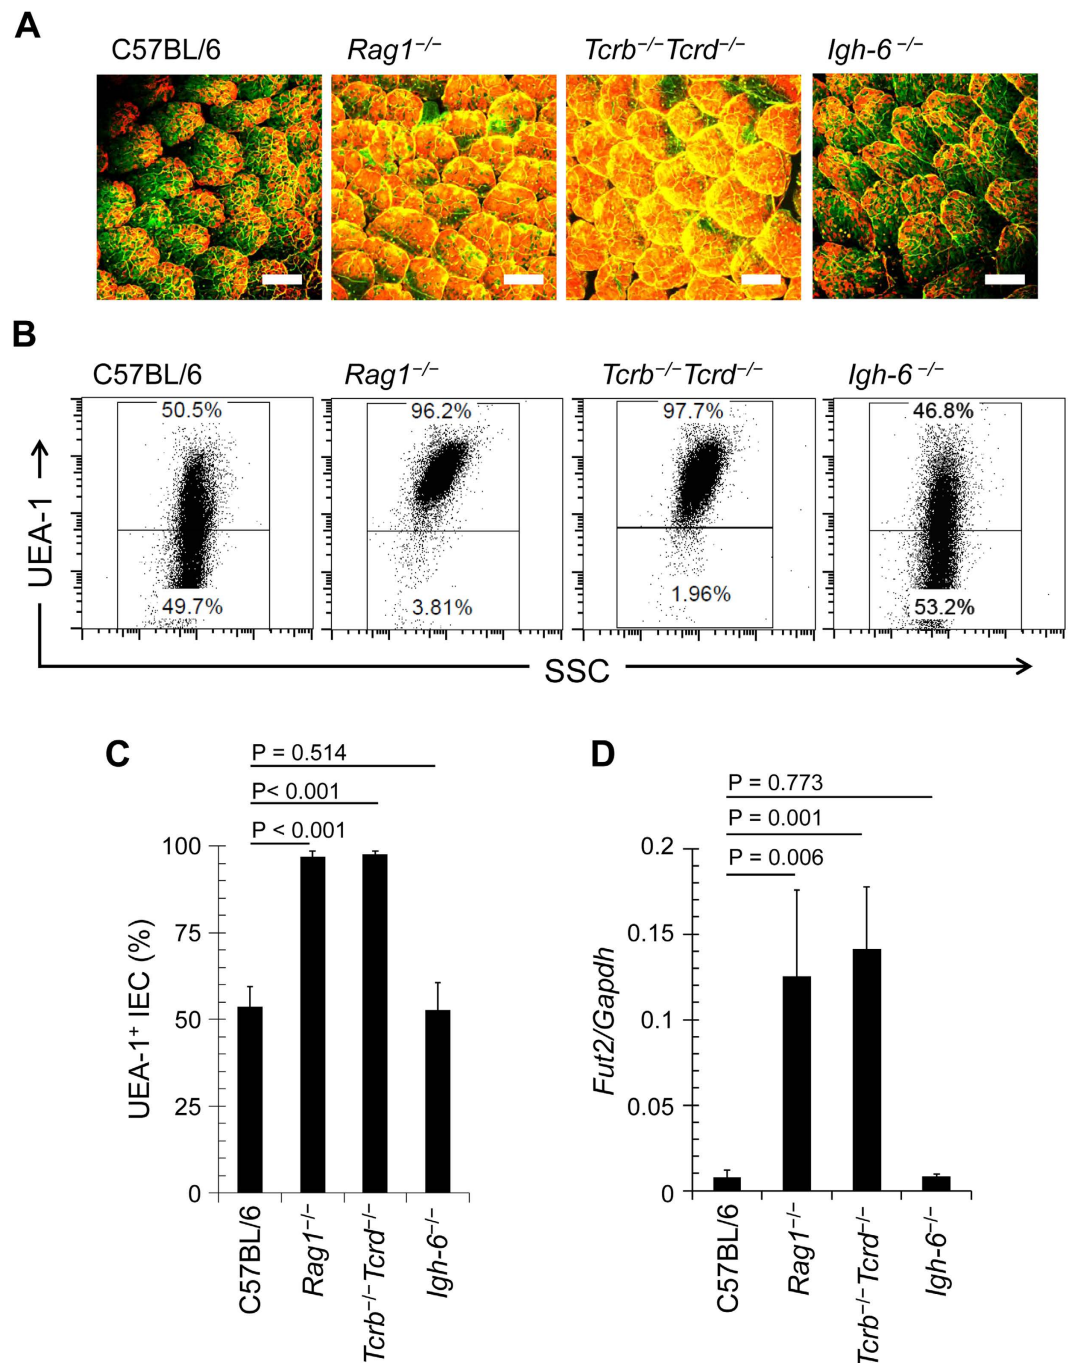 A
C57BL/6 Rag1−/− Tcrb−/−Tcrd−/− Igh-6−/−
B
C57BL/6 Rag1−/− Tcrb−/−Tcrd−/− Igh-6−/−
50.5% 96.2% 97.7% 46.8%
UEA-1
49.7% 3.81% 1.96% 53.2%
SSC
C
P = 0.514
P< 0.001
P < 0.001
100
75
50
25
0
UEA-1+ IEC (%)
C57BL/6
Rag1−/−
Tcrb−/−Tcrd−/−
Igh-6−/−
D
P = 0.773
P = 0.001
P = 0.006
0.2
0.15
0.1
0.05
0
Fut2/Gapdh
C57BL/6
Rag1−/−
Tcrb−/−Tcrd−/−
Igh-6−/−